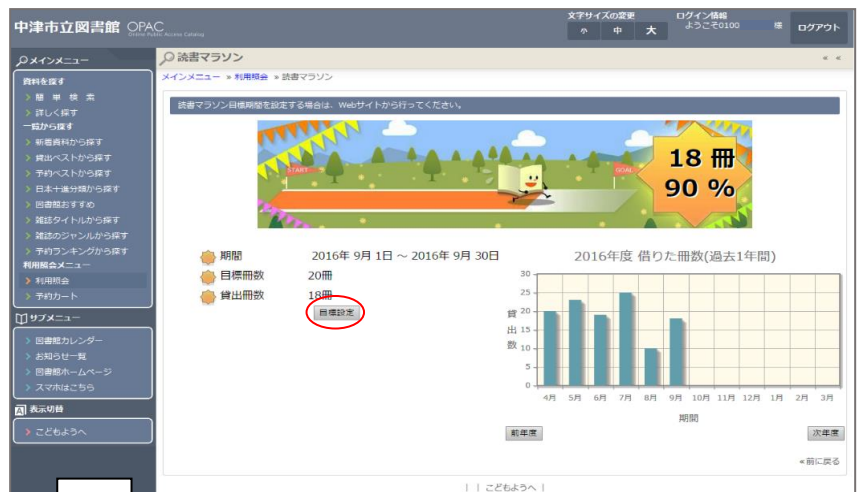 中津市立図書館 OPAC
Online Public Access Catalog
文字サイズの変更
小 中 大
ログイン情報
ようこそ0100 様
ログアウト
メインメニュー
資料を探す
簡 単 検 索
詳しく探す
一覧から探す
新着資料から探す
貸出ベストから探す
予約ベストから探す
日本十進分類から探す
図書館おすすめ
雑誌タイトルから探す
雑誌のジャンルから探す
予約ランキングから探す
利用照会メニュー
利用照会
予約カート
サブメニュー
図書館カレンダー
お知らせ一覧
図書館ホームページ
スマホはこちら
表示切替
こどもようへ
読書マラソン
« «
メインメニュー » 利用照会 » 読書マラソン
読書マラソン目標期間を設定する場合は、Webサイトから行ってください。
START
GOAL
18 冊
90 %
期間 2016年 9月 1日 ～ 2016年 9月 30日
目標冊数 20冊
貸出冊数 18冊
目標設定
2016年度 借りた冊数(過去1年間)
貸出数
30
25
20
15
10
5
0
4月 5月 6月 7月 8月 9月 10月 11月 12月 1月 2月 3月
期間
前年度 次年度
«前に戻る
| | こどもようへ |